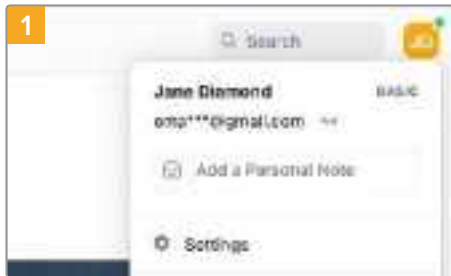 1
Search
JD
Jane Diamond BASIC
Add a Personal Note
Settings